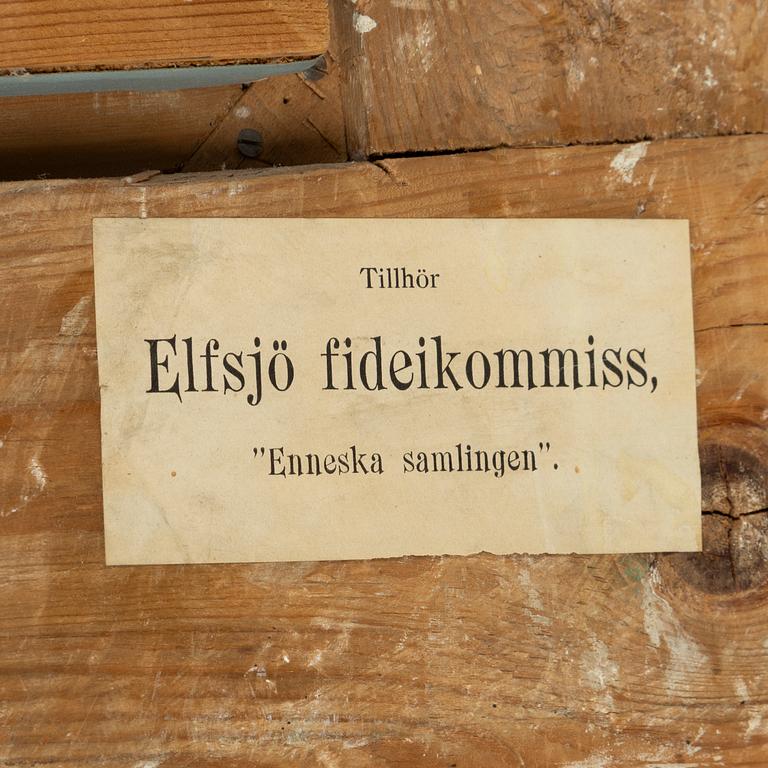 Tillhör
Elfsjö fideikommiss,
”Enneska samlingen”.